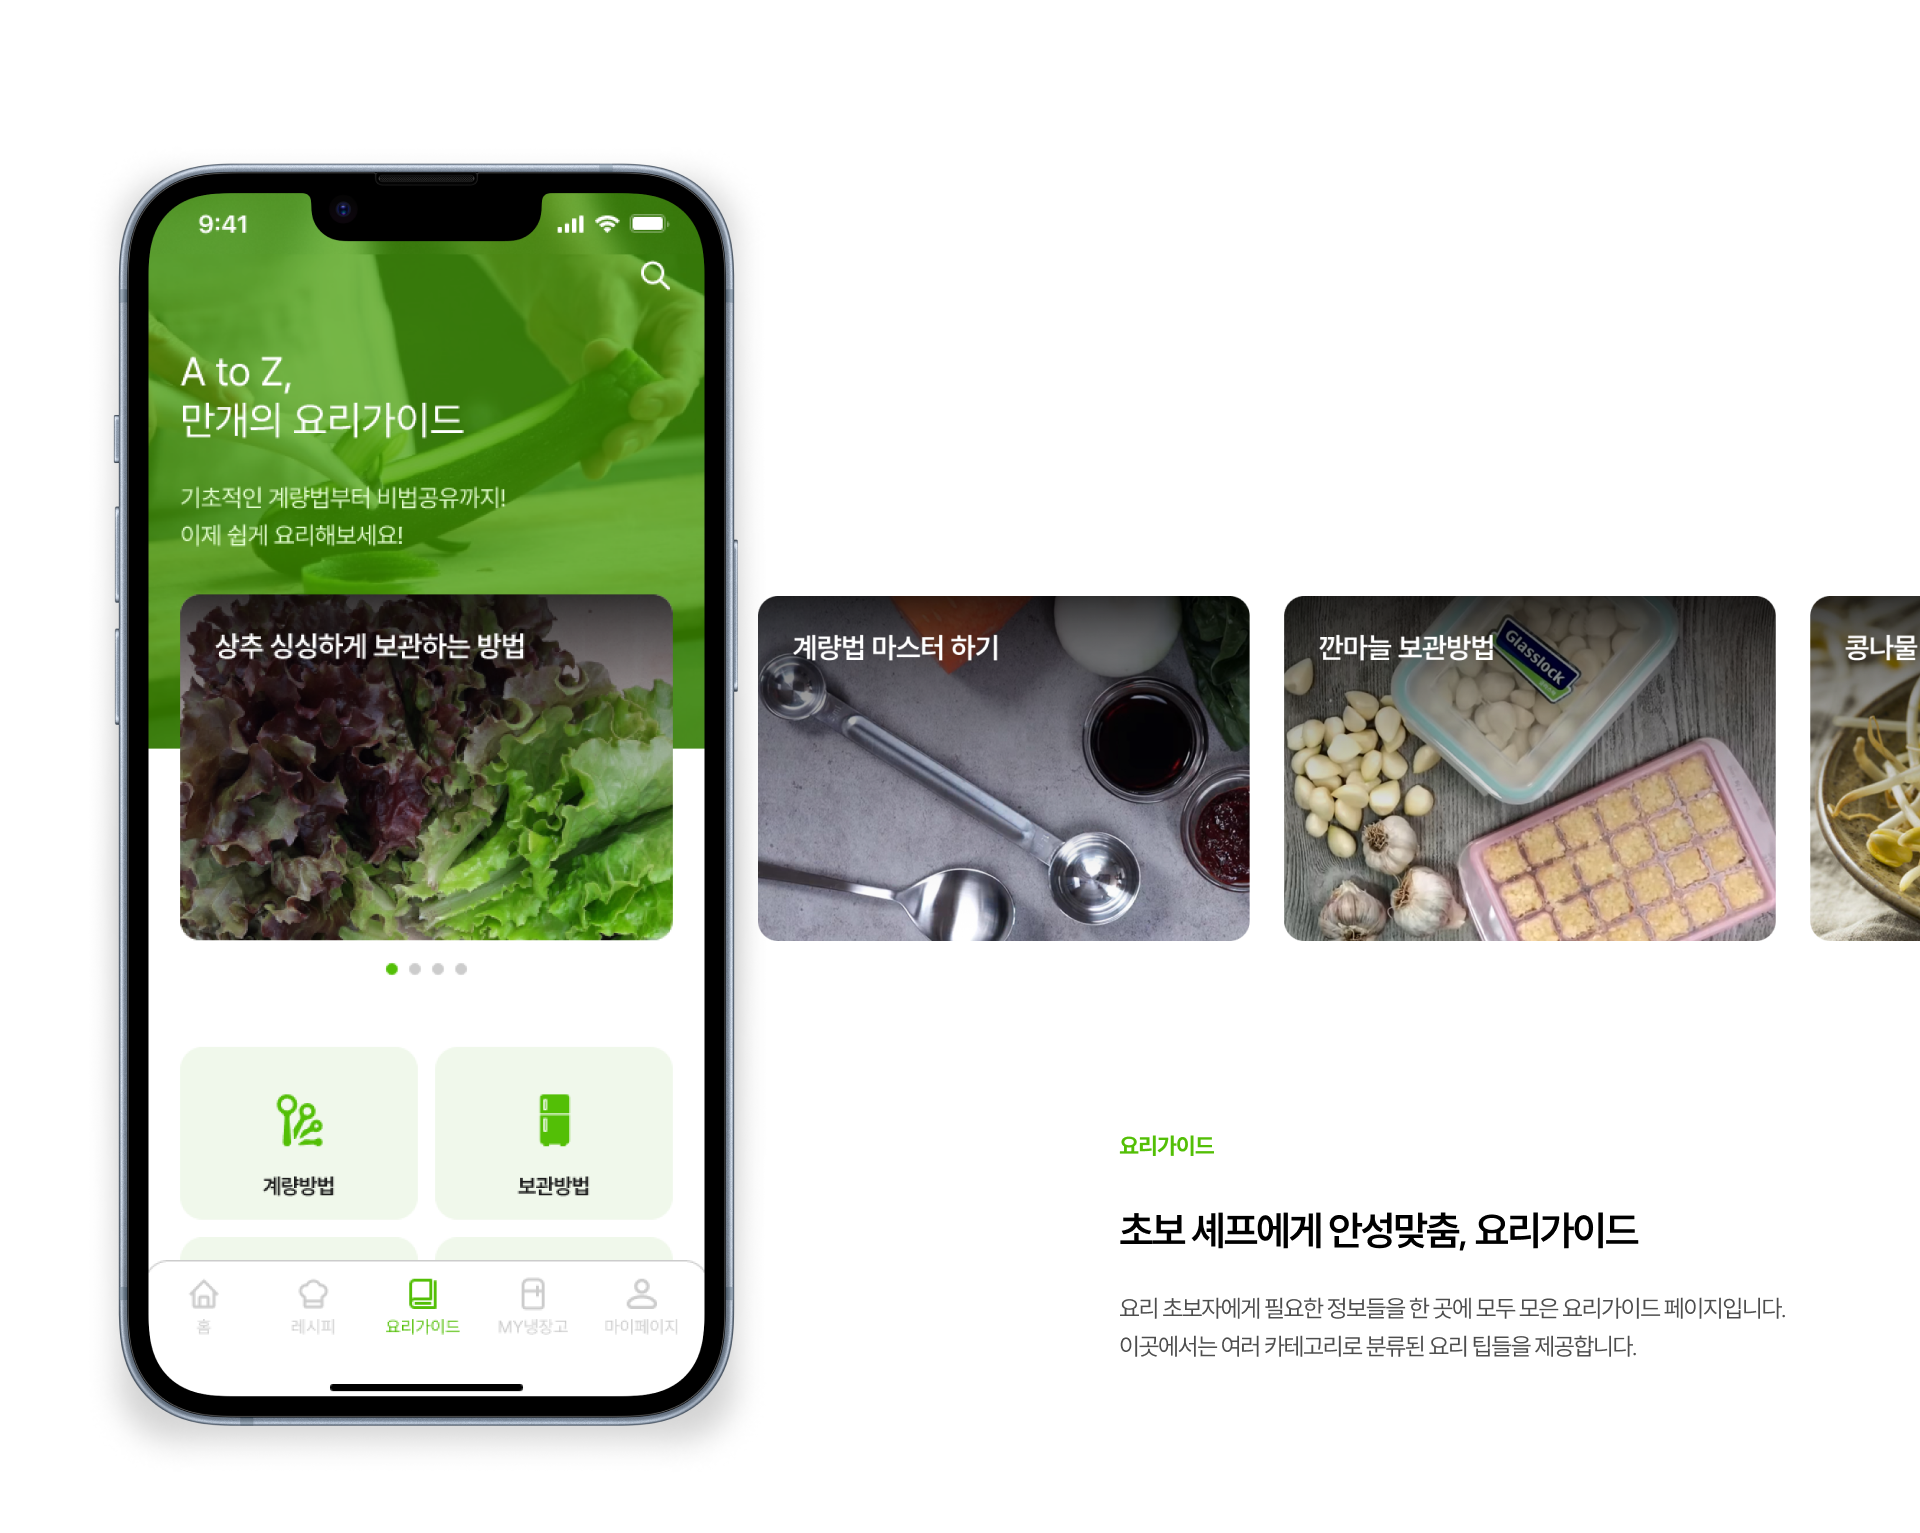 9:41
A to Z,
만개의 요리가이드
기초적인 계량법부터 비법공유까지!
이제 쉽게 요리해보세요!
상추 싱싱하게 보관하는 방법
계량법 마스터 하기
깐마늘 보관방법
Glasslock
콩나물
계량방법
보관방법
홈
레시피
요리가이드
MY냉장고
마이페이지
요리가이드
초보 셰프에게 안성맞춤, 요리가이드
요리 초보자에게 필요한 정보들을 한 곳에 모두 모은 요리가이드 페이지입니다.
이곳에서는 여러 카테고리로 분류된 요리 팁들을 제공합니다.